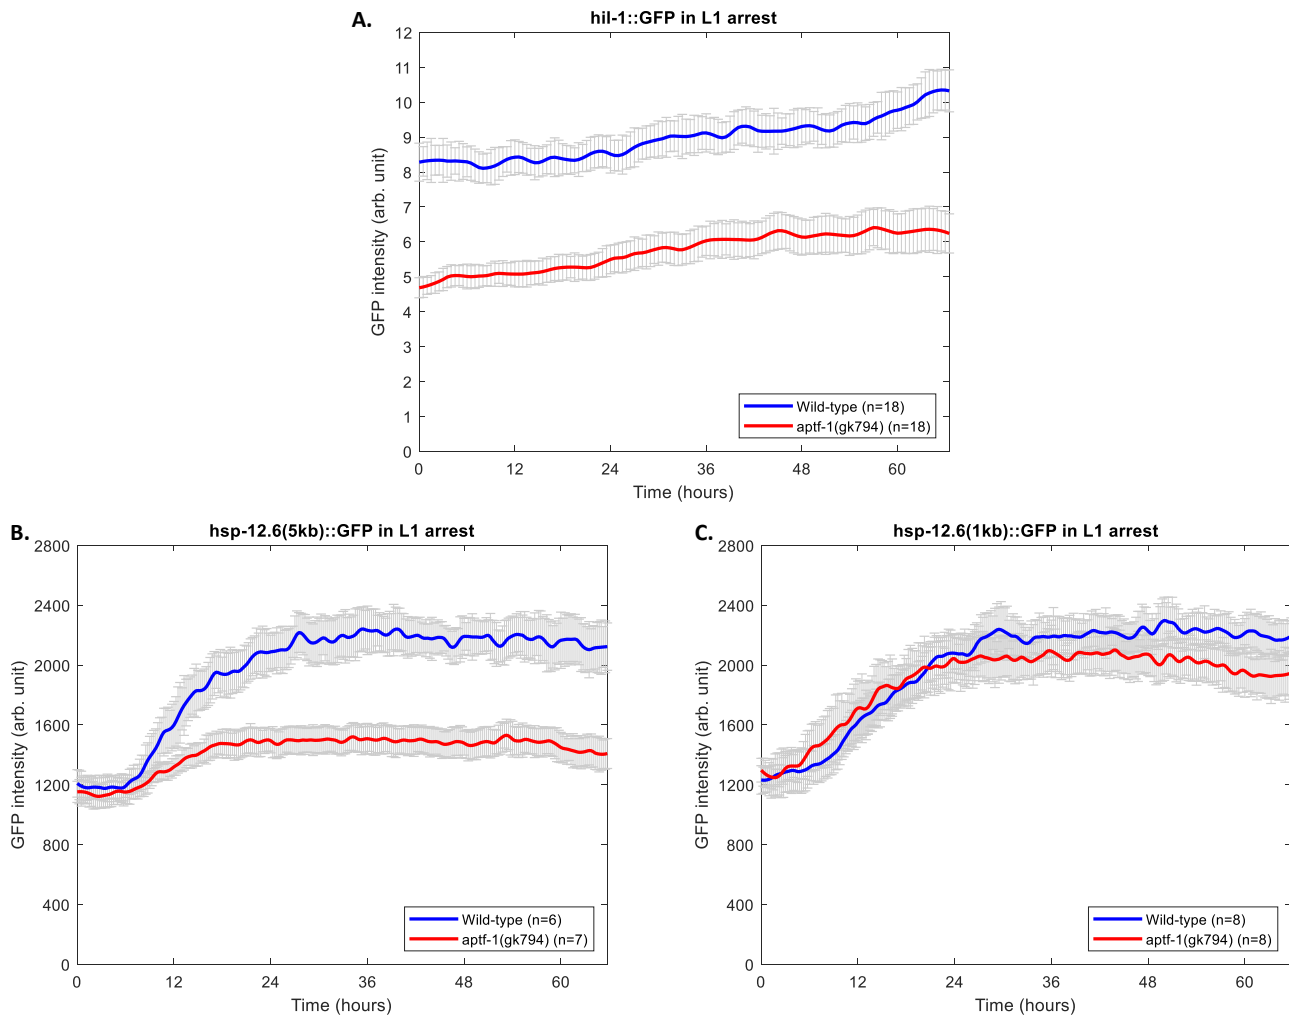 A.
hil-1::GFP in L1 arrest
12
11
10
9
8
7
6
5
4
3
2
1
0
GFP intensity (arb. unit)
Wild-type (n=18)
aptf-1(gk794) (n=18)
0 12 24 36 48 60
Time (hours)
B.
hsp-12.6(5kb)::GFP in L1 arrest
2800
2400
2000
1600
1200
800
400
0
GFP intensity (arb. unit)
Wild-type (n=6)
aptf-1(gk794) (n=7)
0 12 24 36 48 60
Time (hours)
C.
hsp-12.6(1kb)::GFP in L1 arrest
2800
2400
2000
1600
1200
800
400
0
GFP intensity (arb. unit)
Wild-type (n=8)
aptf-1(gk794) (n=8)
0 12 24 36 48 60
Time (hours)